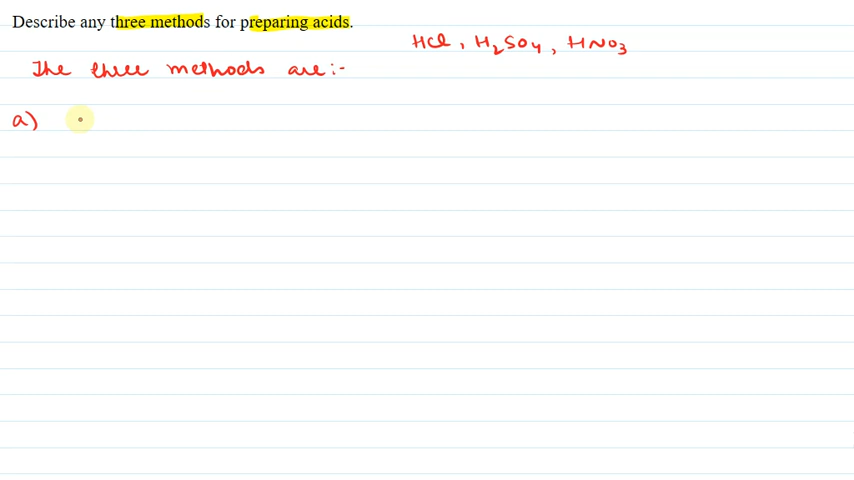 Describe any three methods for preparing acids.
HCl, H₂SO₄, HNO₃
The three methods are:-
a)